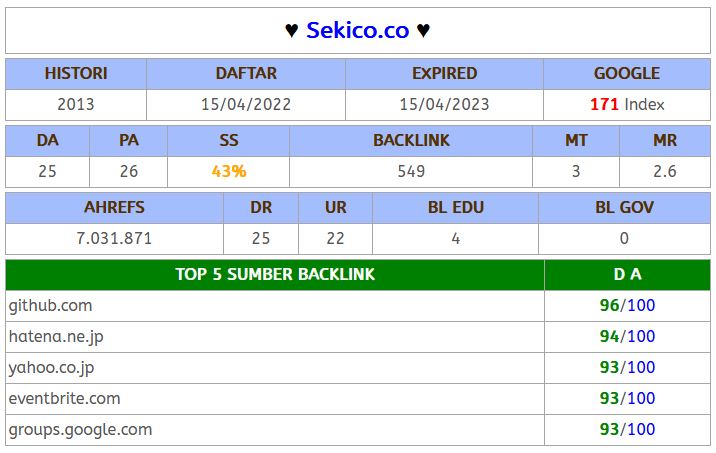 ♥ Sekico.co ♥
HISTORI DAFTAR EXPIRED GOOGLE
2013 15/04/2022 15/04/2023 171 Index
DA PA SS BACKLINK MT MR
25 26 43% 549 3 2.6
AHREFS DR UR BL EDU BL GOV
7.031.871 25 22 4 0
TOP 5 SUMBER BACKLINK D A
github.com 96/100
hatena.ne.jp 94/100
yahoo.co.jp 93/100
eventbrite.com 93/100
groups.google.com 93/100